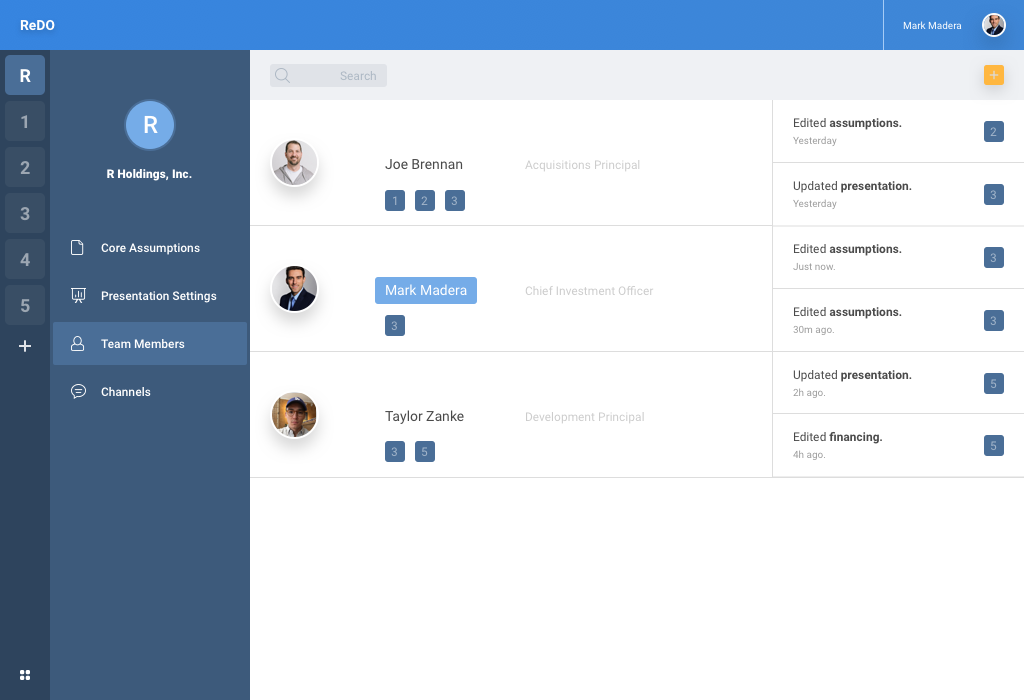 ReDO
Mark Madera
R
1
2
3
4
5
+
R
R Holdings, Inc.
Core Assumptions
Presentation Settings
Team Members
Channels
Search
+
Joe Brennan
Acquisitions Principal
1 2 3
Edited assumptions.
Yesterday
2
Updated presentation.
Yesterday
3
Mark Madera
Chief Investment Officer
3
Edited assumptions.
Just now.
3
Edited assumptions.
30m ago.
3
Taylor Zanke
Development Principal
3 5
Updated presentation.
2h ago.
5
Edited financing.
4h ago.
5